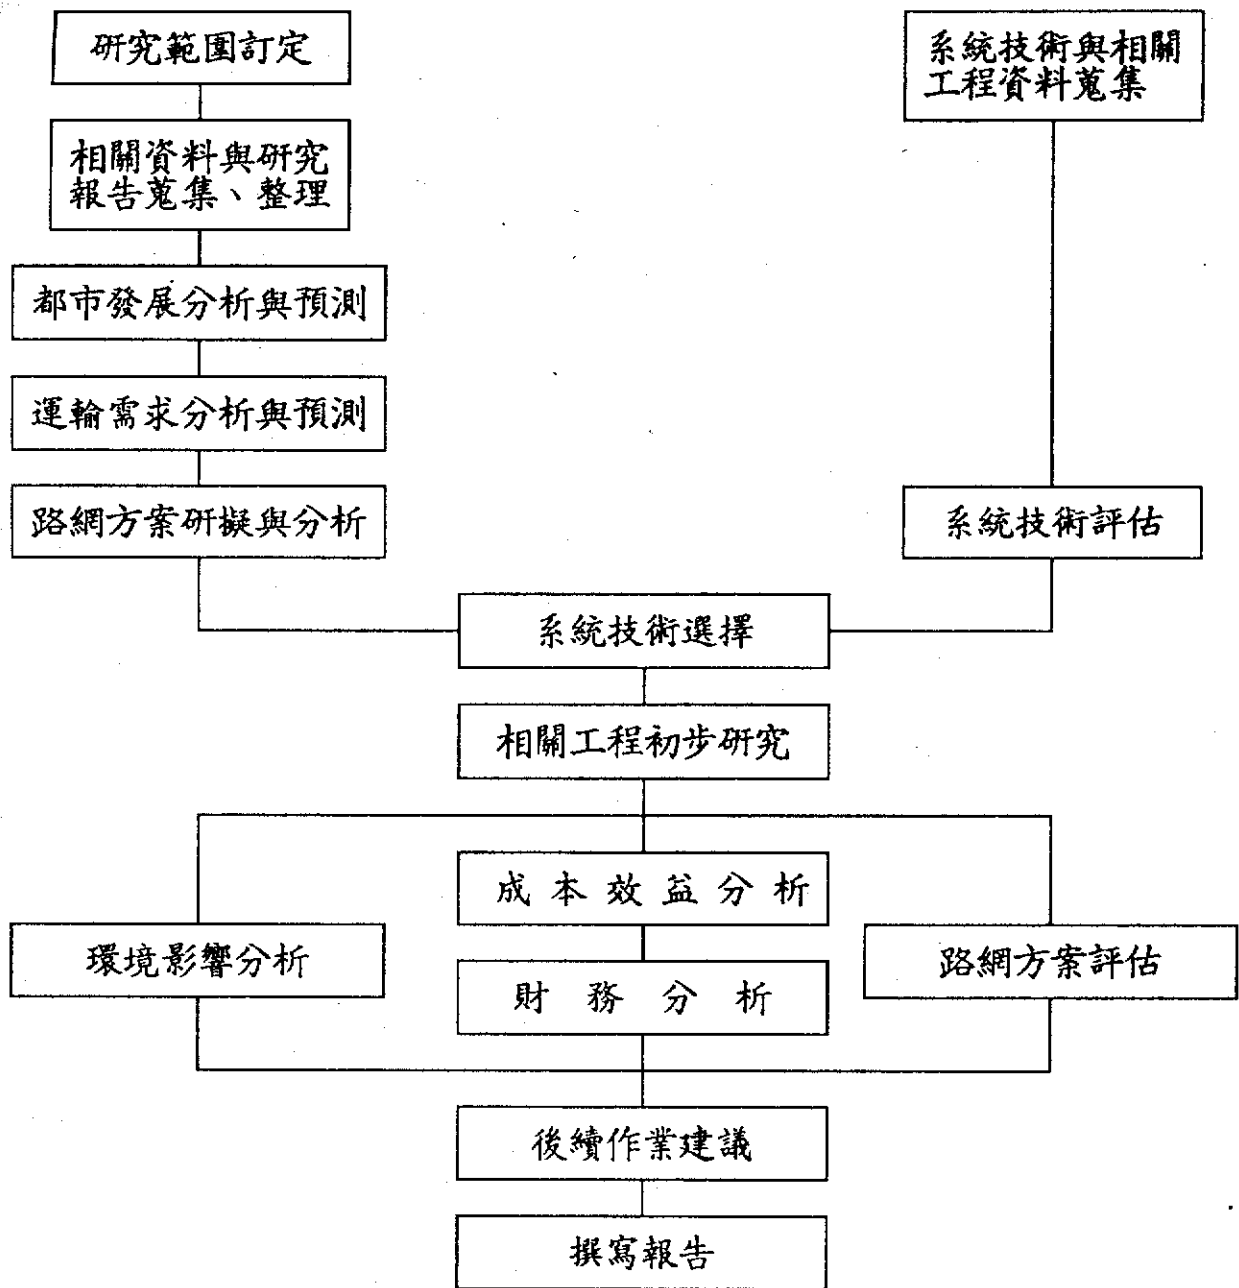 研究範圍訂定
系統技術與相關
工程資料蒐集
相關資料與研究
報告蒐集、整理
都市發展分析與預測
運輸需求分析與預測
路網方案研擬與分析
系統技術評估
系統技術選擇
相關工程初步研究
成本效益分析
環境影響分析
路網方案評估
財務分析
後續作業建議
撰寫報告